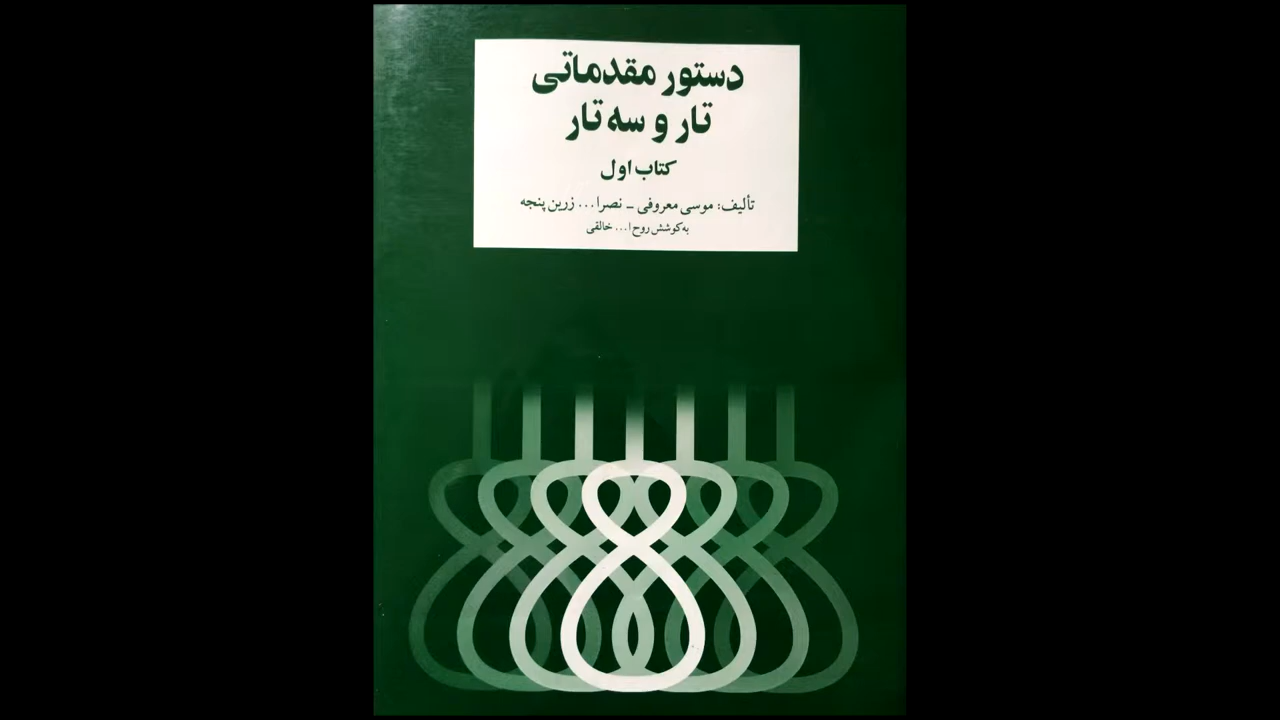 دستور مقدماتی
تار و سه تار
کتاب اول
تألیف: موسی معروفی ـ نصرا... زرین پنجه
به کوشش روح ا... خالقی